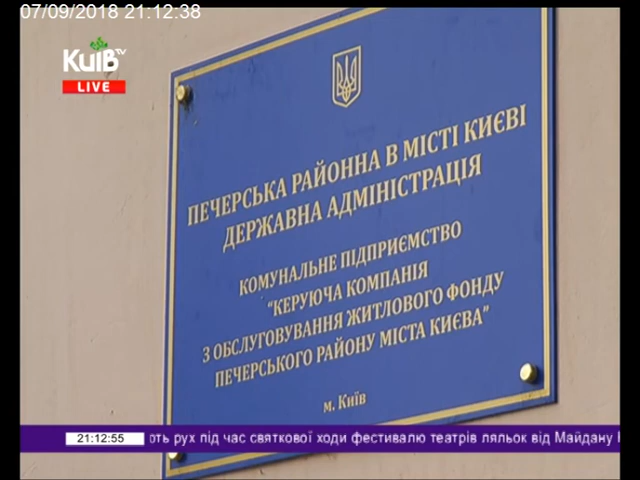 07/09/2018 21:12:38
КиїВ TV
LIVE
ПЕЧЕРСЬКА РАЙОННА В МІСТІ КИЄВІ
ДЕРЖАВНА АДМІНІСТРАЦІЯ
КОМУНАЛЬНЕ ПІДПРИЄМСТВО
"КЕРУЮЧА КОМПАНІЯ
З ОБСЛУГОВУВАННЯ ЖИТЛОВОГО ФОНДУ
ПЕЧЕРСЬКОГО РАЙОНУ МІСТА КИЄВА"
м. Київ
21:12:55 ють рух під час святкової ходи фестивалю театрів ляльок від Майдану